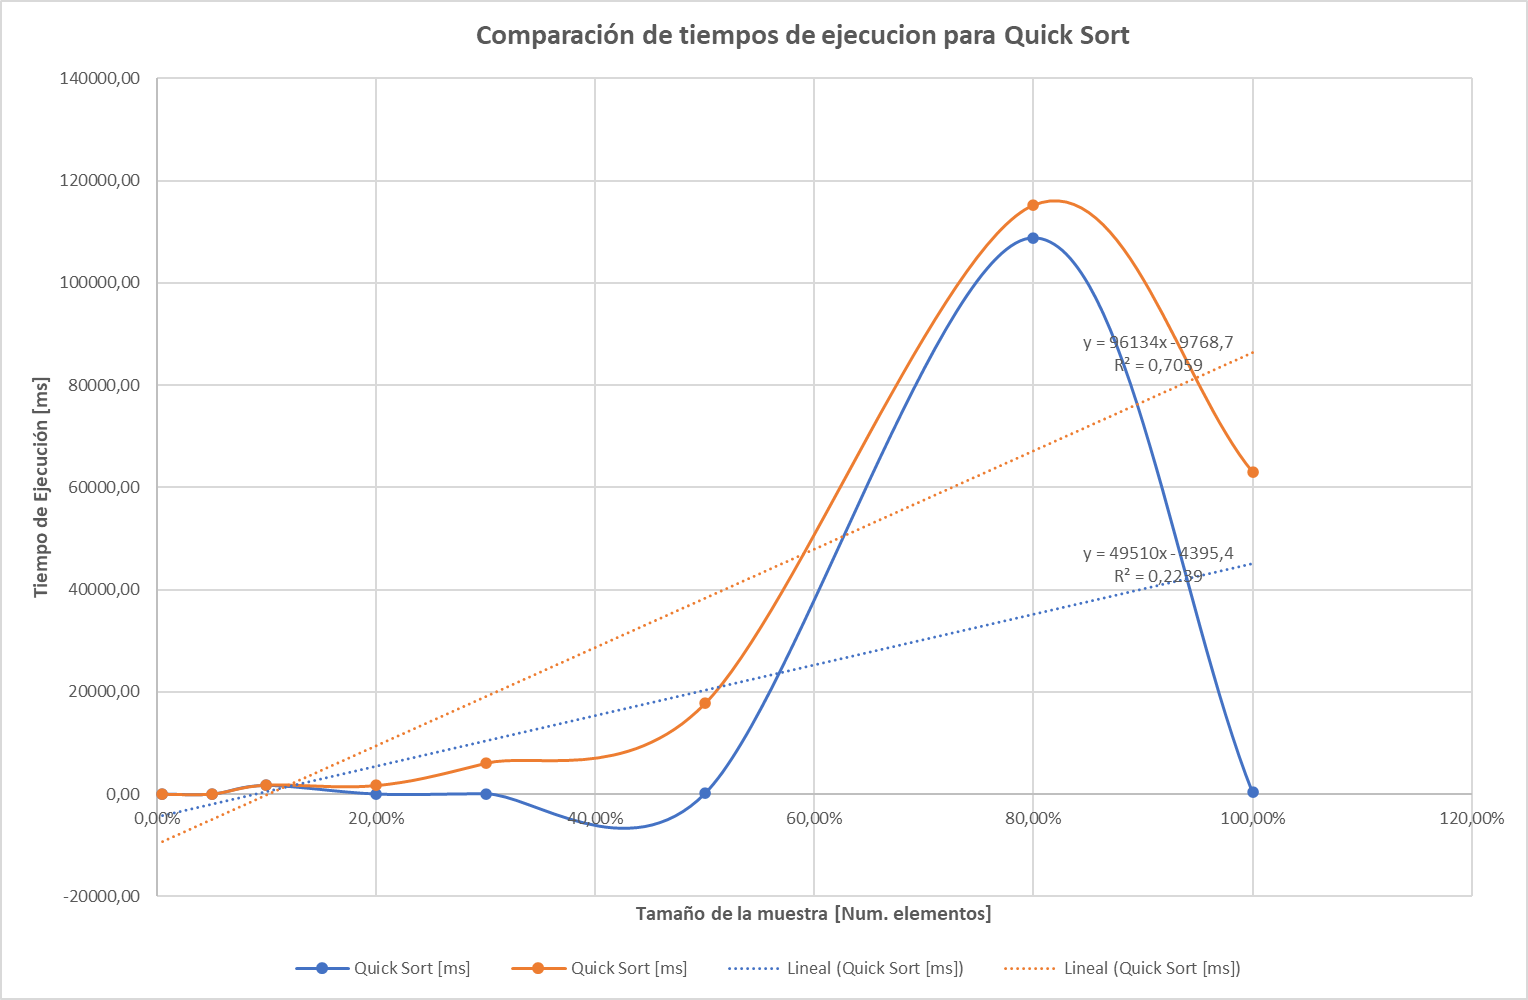 Comparación de tiempos de ejecucion para Quick Sort
140000,00
120000,00
100000,00
80000,00
60000,00
40000,00
20000,00
0,00
-20000,00
Tiempo de Ejecución [ms]
y = 96134x - 9768,7
R² = 0,7059
y = 49510x - 4395,4
R² = 0,2239
0,00% 20,00% 40,00% 60,00% 80,00% 100,00% 120,00%
Tamaño de la muestra [Num. elementos]
Quick Sort [ms] Quick Sort [ms] Lineal (Quick Sort [ms]) Lineal (Quick Sort [ms])